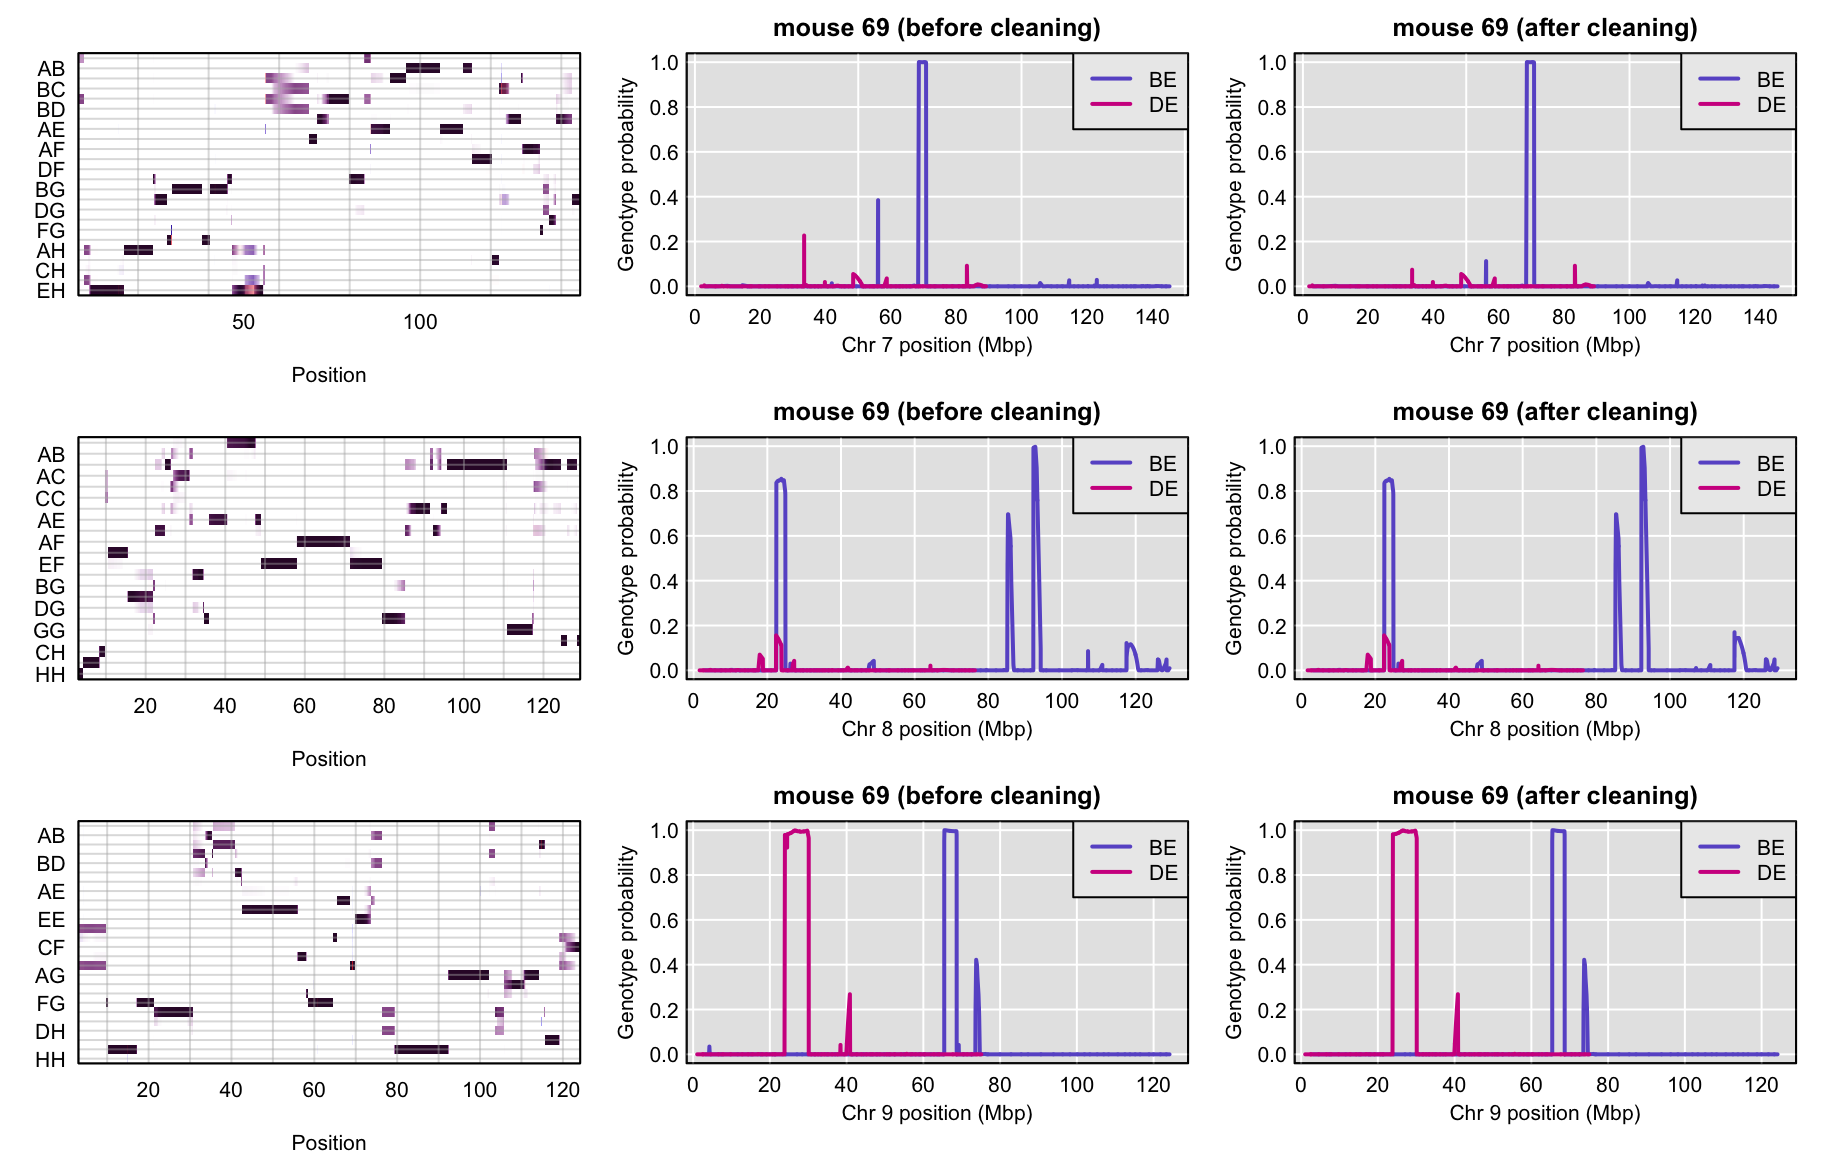 mouse 69 (before cleaning)
mouse 69 (after cleaning)
AB
BC
BD
AE
AF
DF
BG
DG
FG
AH
CH
EH
50
100
Position
Genotype probability
1.0
0.8
0.6
0.4
0.2
0.0
BE
DE
0 20 40 60 80 100 120 140
Chr 7 position (Mbp)
Genotype probability
1.0
0.8
0.6
0.4
0.2
0.0
BE
DE
0 20 40 60 80 100 120 140
Chr 7 position (Mbp)
mouse 69 (before cleaning)
mouse 69 (after cleaning)
AB
AC
CC
AE
AF
EF
BG
DG
GG
CH
HH
20 40 60 80 100 120
Position
Genotype probability
1.0
0.8
0.6
0.4
0.2
0.0
BE
DE
0 20 40 60 80 100 120
Chr 8 position (Mbp)
Genotype probability
1.0
0.8
0.6
0.4
0.2
0.0
BE
DE
0 20 40 60 80 100 120
Chr 8 position (Mbp)
mouse 69 (before cleaning)
mouse 69 (after cleaning)
AB
BD
AE
EE
CF
AG
FG
DH
HH
20 40 60 80 100 120
Position
Genotype probability
1.0
0.8
0.6
0.4
0.2
0.0
BE
DE
0 20 40 60 80 100 120
Chr 9 position (Mbp)
Genotype probability
1.0
0.8
0.6
0.4
0.2
0.0
BE
DE
0 20 40 60 80 100 120
Chr 9 position (Mbp)